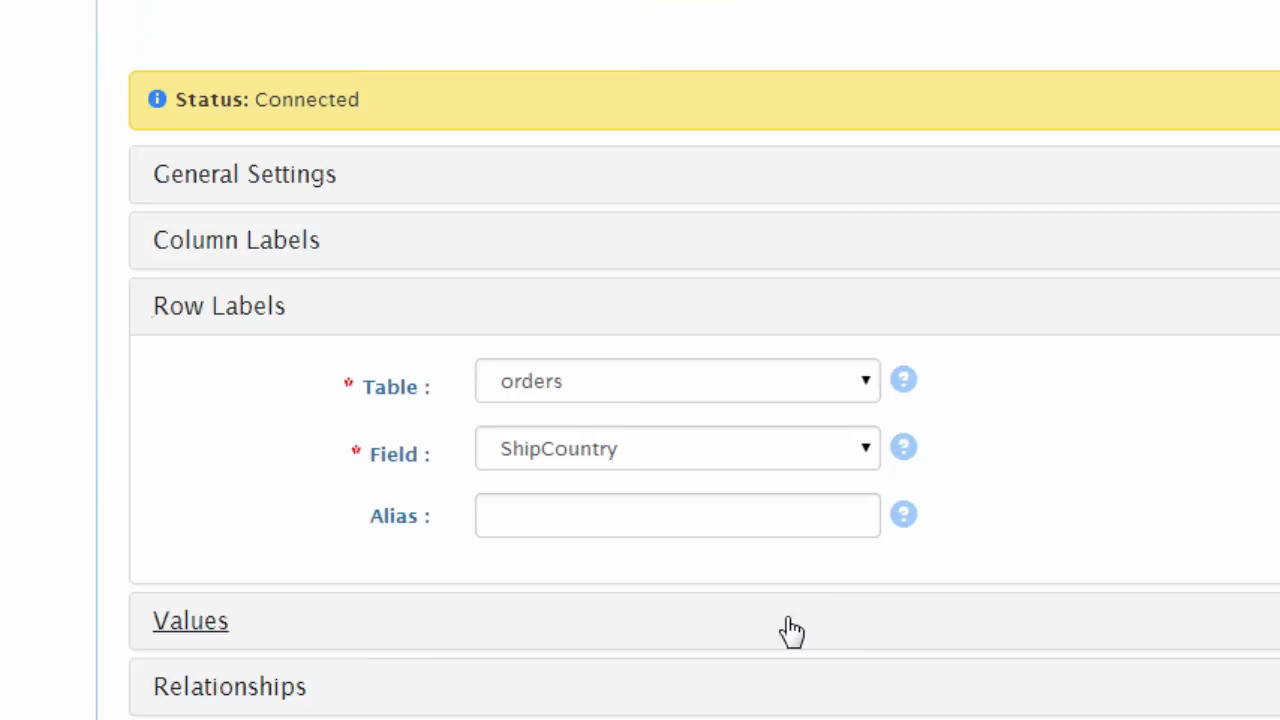 Status: Connected
General Settings
Column Labels
Row Labels
* Table : orders
* Field : ShipCountry
Alias :
Values
Relationships